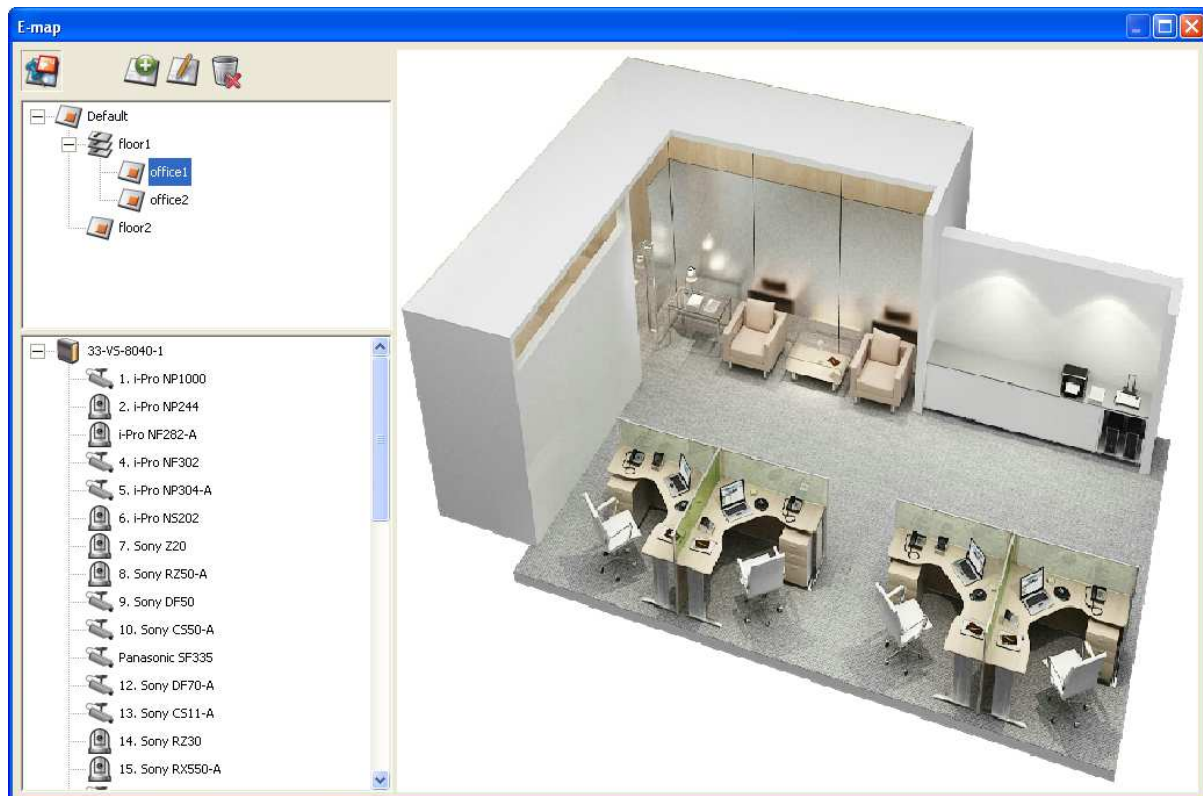 E-map
Default
floor1
office1
office2
floor2
33-VS-8040-1
1. i-Pro NP1000
2. i-Pro NP244
i-Pro NF282-A
4. i-Pro NF302
5. i-Pro NP304-A
6. i-Pro NS202
7. Sony Z20
8. Sony RZ50-A
9. Sony DF50
10. Sony CS50-A
Panasonic SF335
12. Sony DF70-A
13. Sony CS11-A
14. Sony RZ30
15. Sony RX550-A